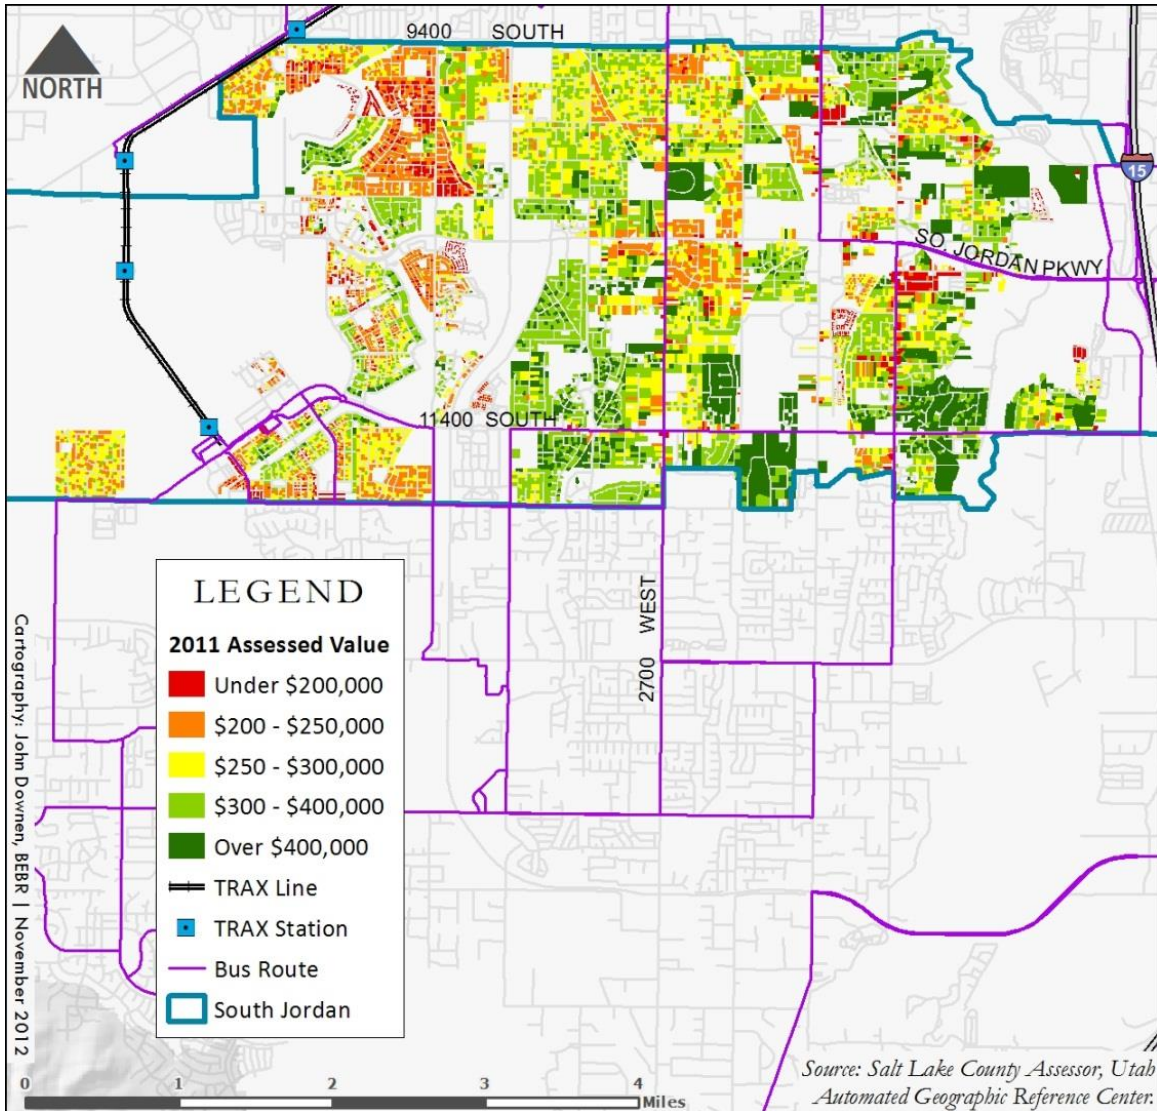 9400 SOUTH
NORTH
15
SO. JORDAN PKWY
11400 SOUTH
2700 WEST
LEGEND
2011 Assessed Value
Under $200,000
$200 - $250,000
$250 - $300,000
$300 - $400,000
Over $400,000
TRAX Line
TRAX Station
Bus Route
South Jordan
Cartography: John Downen, BEBR | November 2012
Source: Salt Lake County Assessor, Utah
Automated Geographic Reference Center.
0 1 2 3 4
Miles